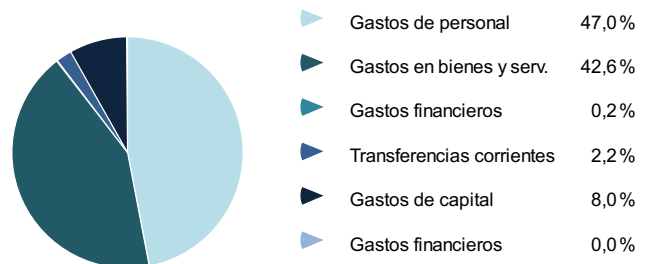 Gastos de personal 47,0 %
Gastos en bienes y serv. 42,6 %
Gastos financieros 0,2 %
Transferencias corrientes 2,2 %
Gastos de capital 8,0 %
Gastos financieros 0,0 %